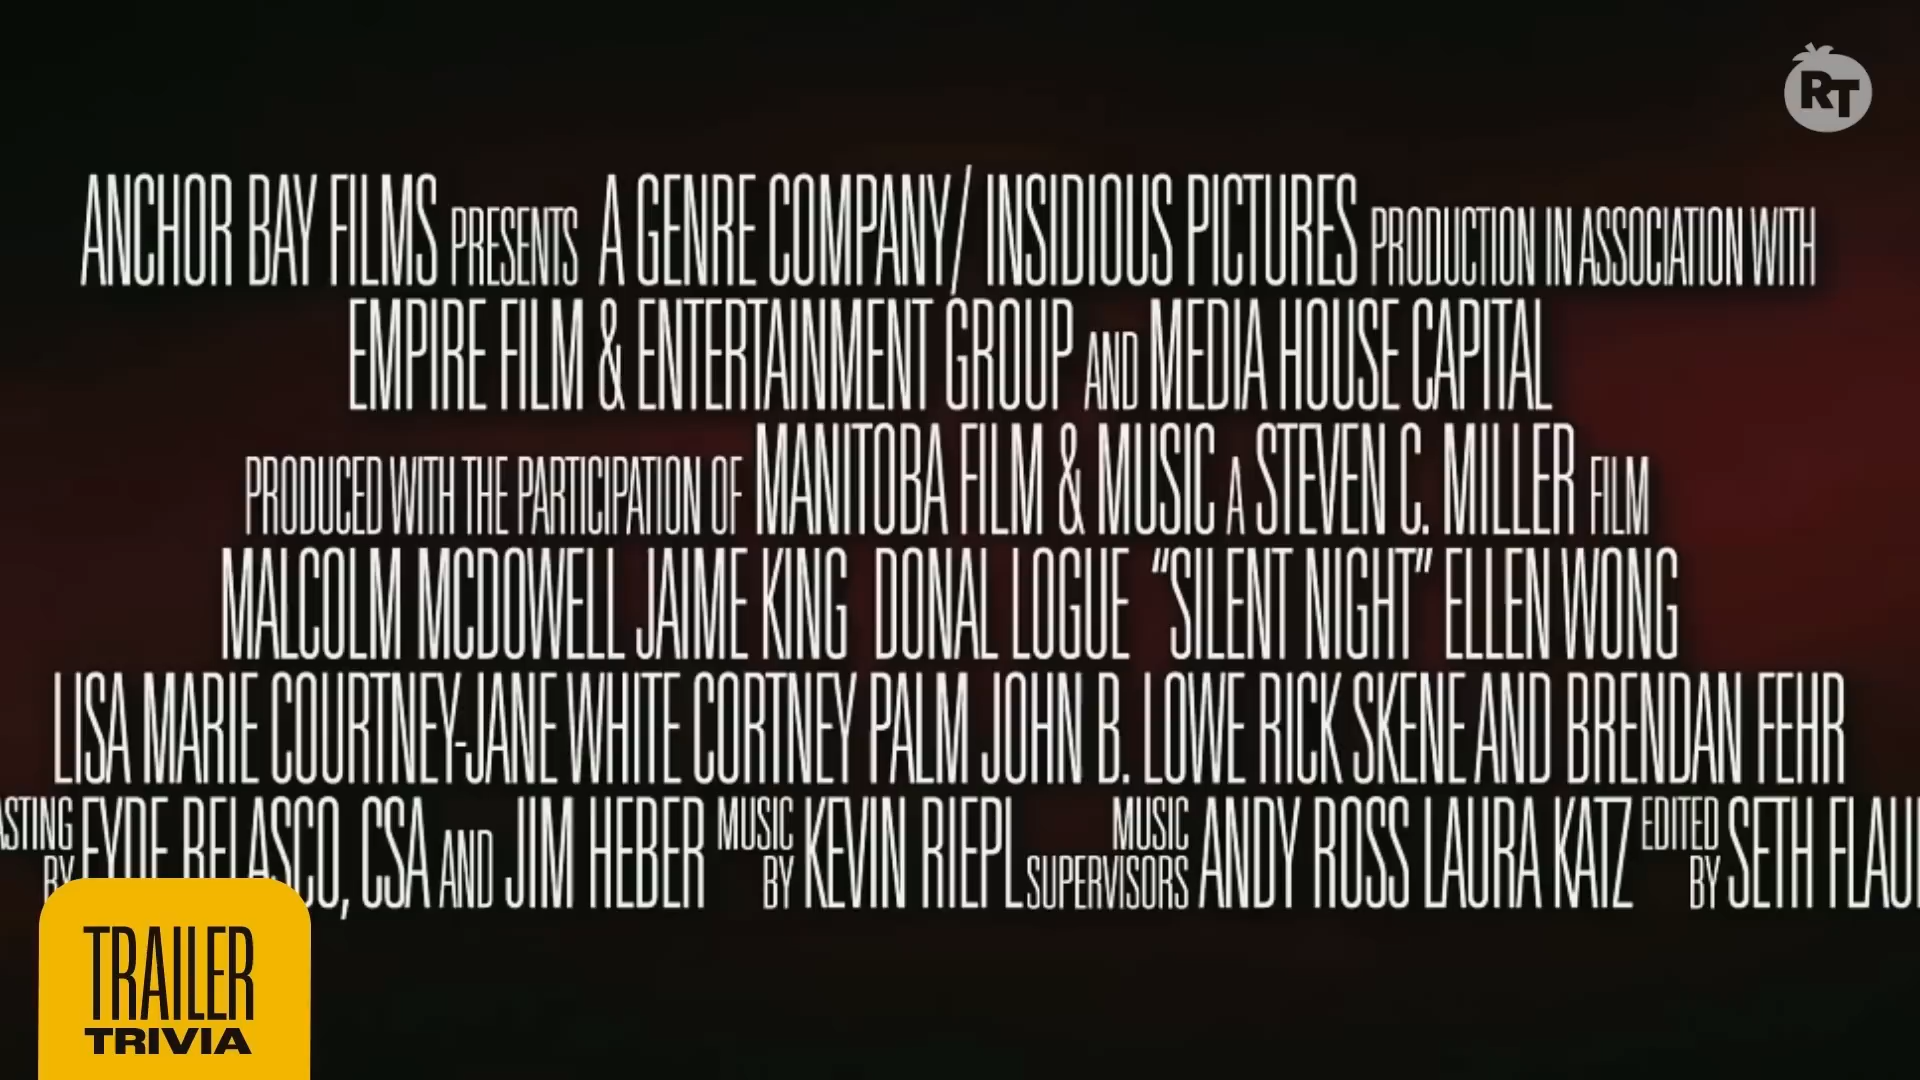 RT
ANCHOR BAY FILMS PRESENTS A GENRE COMPANY/ INSIDIOUS PICTURES PRODUCTION IN ASSOCIATION WITH
EMPIRE FILM & ENTERTAINMENT GROUP AND MEDIA HOUSE CAPITAL
PRODUCED WITH THE PARTICIPATION OF MANITOBA FILM & MUSIC A STEVEN C. MILLER FILM
MALCOLM MCDOWELL JAIME KING DONAL LOGUE “SILENT NIGHT” ELLEN WONG
LISA MARIE COURTNEY-JANE WHITE CORTNEY PALM JOHN B. LOWE RICK SKENE AND BRENDAN FEHR
ASTING BY EYDE BELASCO, CSA AND JIM HEBER MUSIC BY KEVIN RIEPL MUSIC SUPERVISORS ANDY ROSS LAURA KATZ EDITED BY SETH
TRAILER
TRIVIA